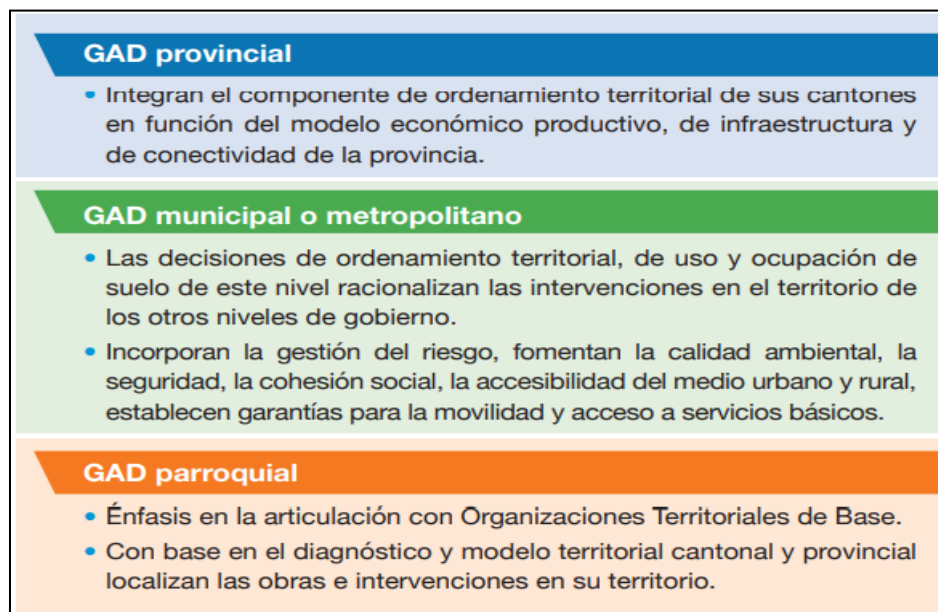 GAD provincial
• Integran el componente de ordenamiento territorial de sus cantones
en función del modelo económico productivo, de infraestructura y
de conectividad de la provincia.
GAD municipal o metropolitano
• Las decisiones de ordenamiento territorial, de uso y ocupación de
suelo de este nivel racionalizan las intervenciones en el territorio de
los otros niveles de gobierno.
• Incorporan la gestión del riesgo, fomentan la calidad ambiental, la
seguridad, la cohesión social, la accesibilidad del medio urbano y rural,
establecen garantías para la movilidad y acceso a servicios básicos.
GAD parroquial
• Énfasis en la articulación con Organizaciones Territoriales de Base.
• Con base en el diagnóstico y modelo territorial cantonal y provincial
localizan las obras e intervenciones en su territorio.